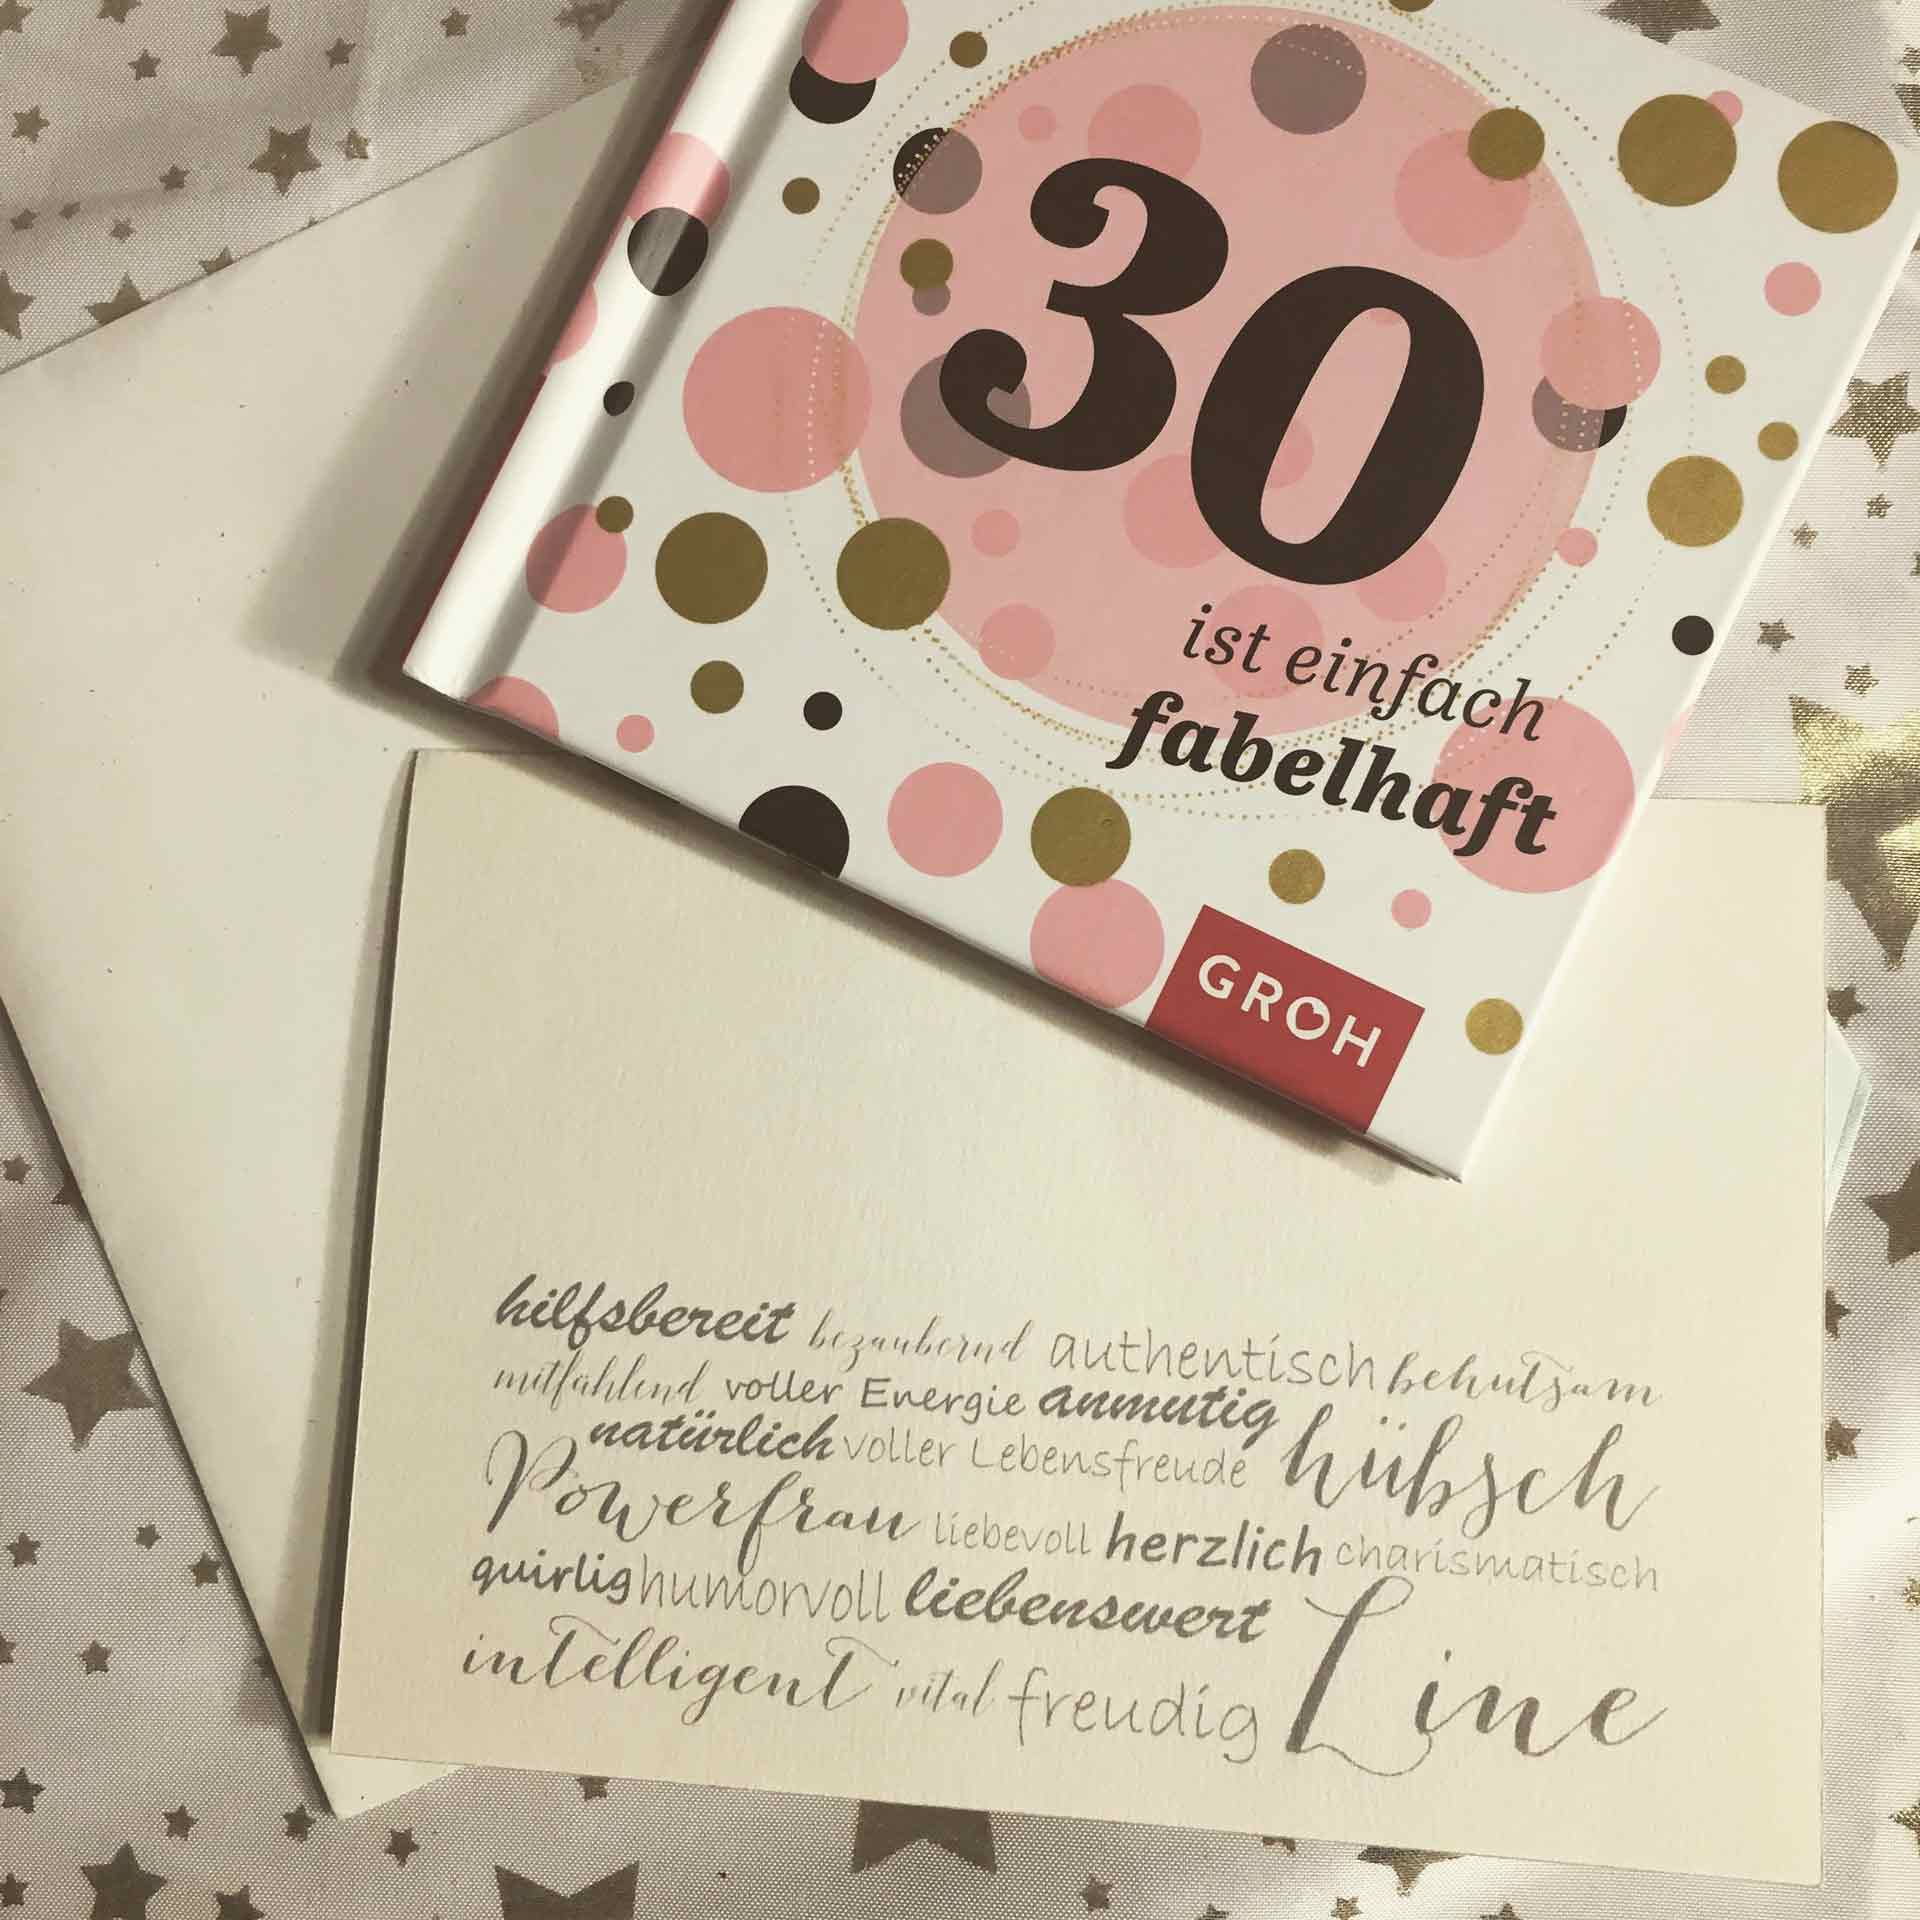 30
ist einfach
fabelhaft
GROH
hilfsbereit bezaubernd authentisch behutsam
mitfühlend voller Energie anmutig
natürlich voller Lebensfreude hübsch
Powerfrau liebevoll herzlich charismatisch
quirlig humorvoll liebenswert
intelligent vital freudig Line